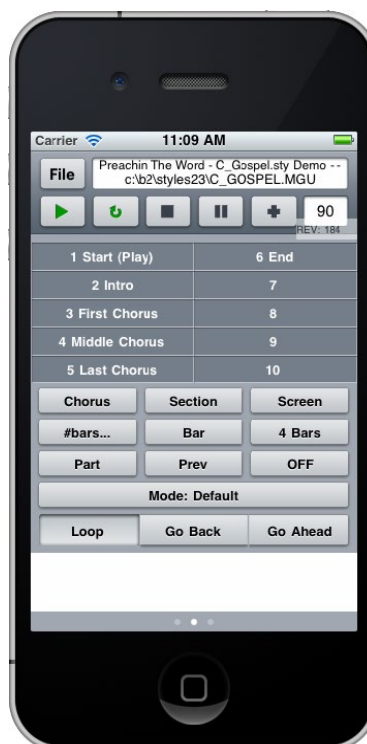 Carrier 11:09 AM
File
Preachin The Word - C_Gospel.sty Demo --
c:\b2\styles23\C_GOSPEL.MGU
90
REV: 184
1 Start (Play) 6 End
2 Intro 7
3 First Chorus 8
4 Middle Chorus 9
5 Last Chorus 10
Chorus Section Screen
#bars... Bar 4 Bars
Part Prev OFF
Mode: Default
Loop Go Back Go Ahead